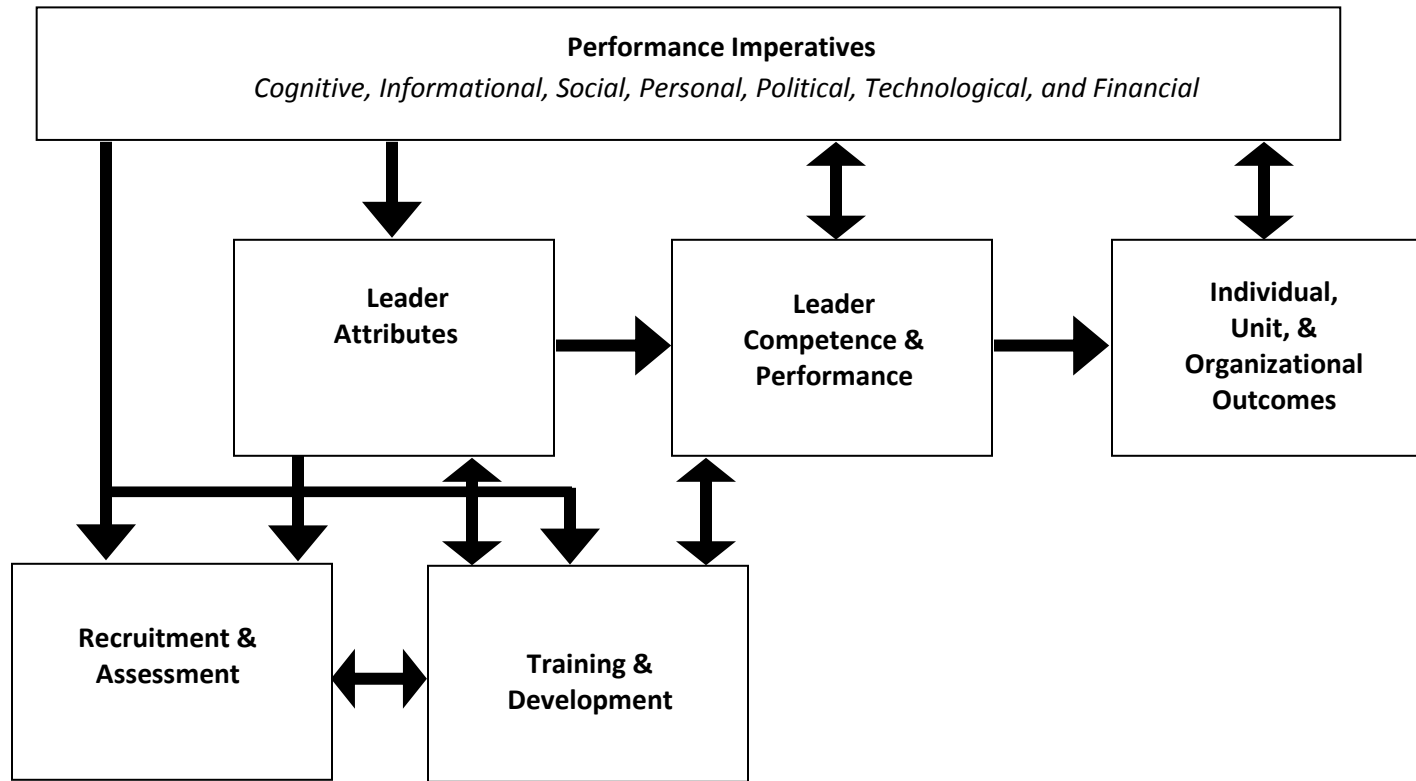 Performance Imperatives
Cognitive, Informational, Social, Personal, Political, Technological, and Financial
Leader
Attributes
Leader
Competence &
Performance
Individual,
Unit, &
Organizational
Outcomes
Recruitment &
Assessment
Training &
Development